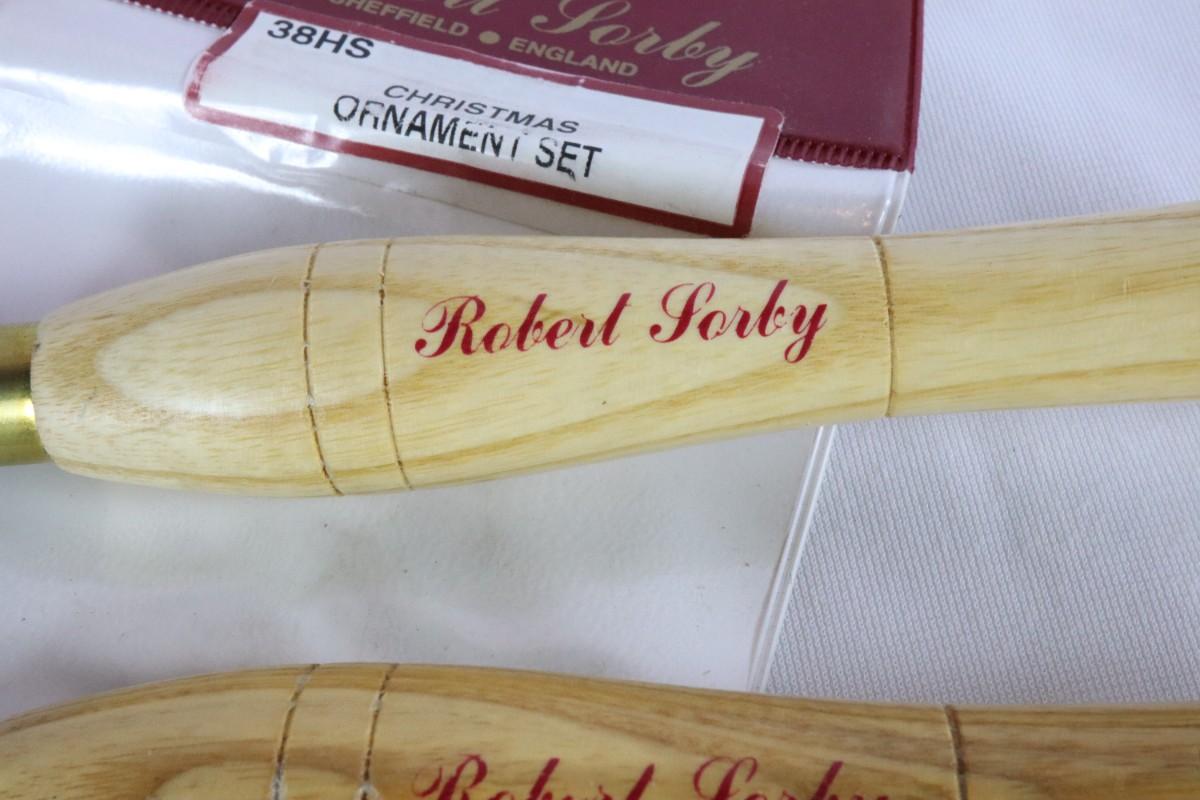 Sorby
SHEFFIELD • ENGLAND
38HS
CHRISTMAS
ORNAMENT SET
Robert Sorby
Robert Sorby